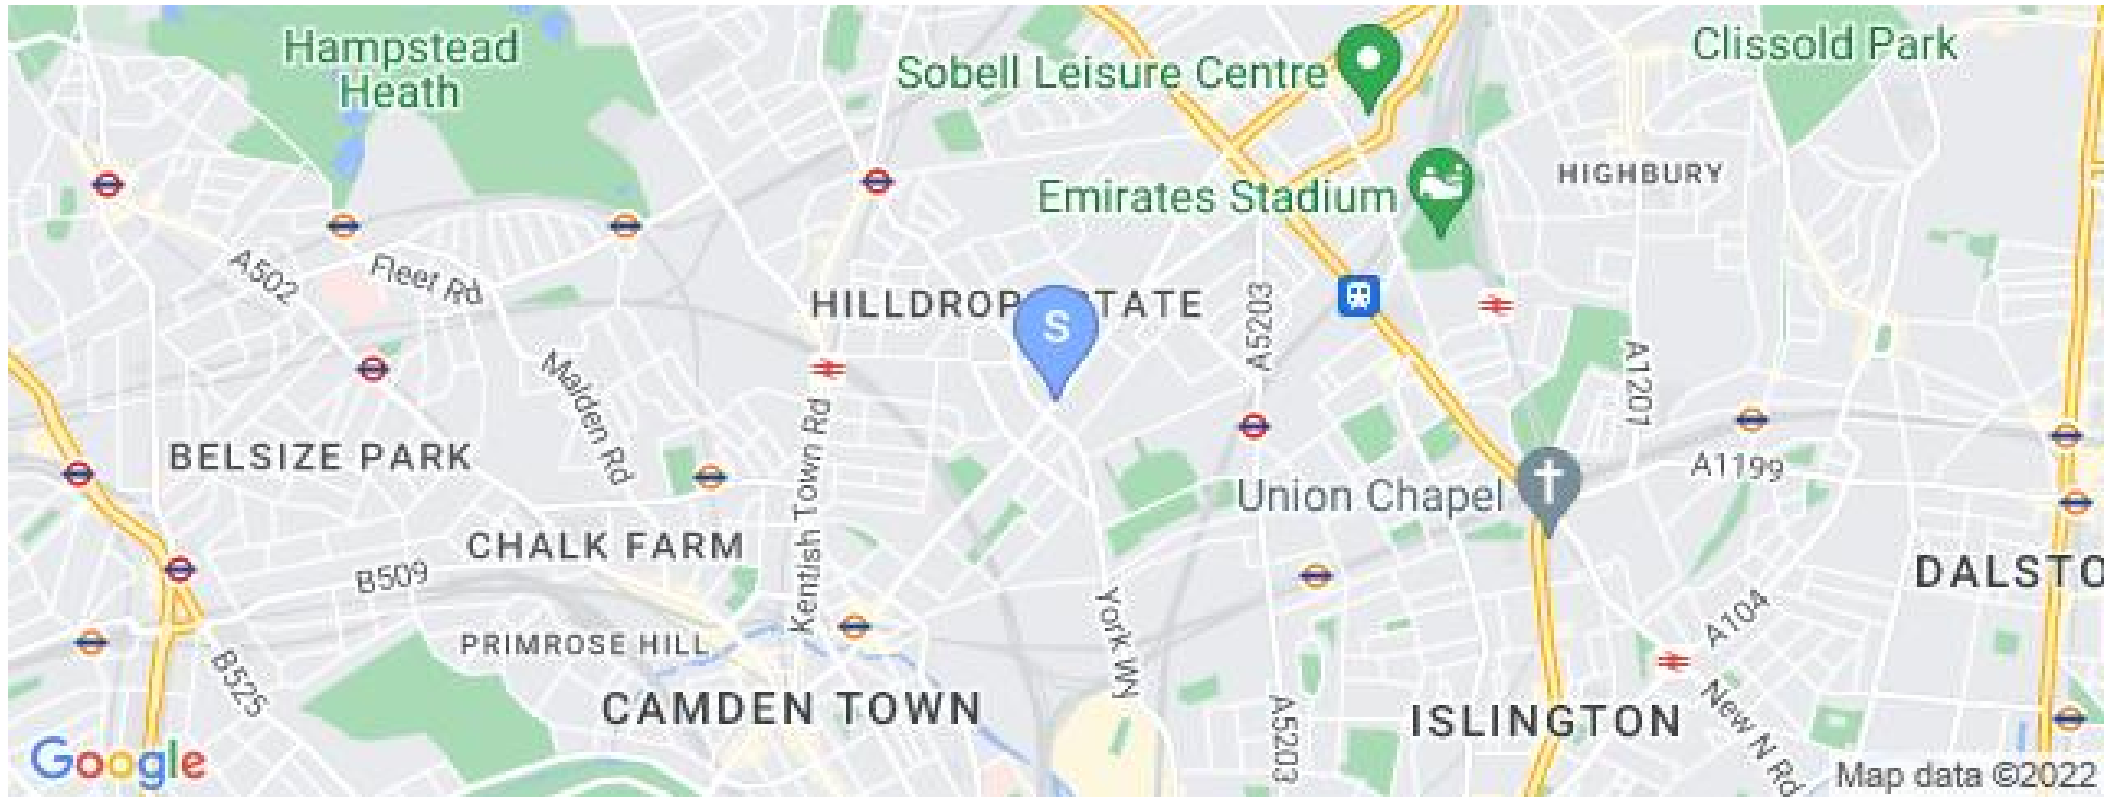 Hampstead
Heath
Sobell Leisure Centre
Clissold Park
Emirates Stadium
HIGHBURY
A502
Fleet Rd
HILLDROP
TATE
S
A5203
Malden Rd
A1201
BELSIZE PARK
Kentish Town Rd
A1199
Union Chapel
CHALK FARM
B509
DALSTO
York Wy
A104
PRIMROSE HILL
B525
CAMDEN TOWN
ISLINGTON
New N Rd
A5203
Google
Map data ©2022